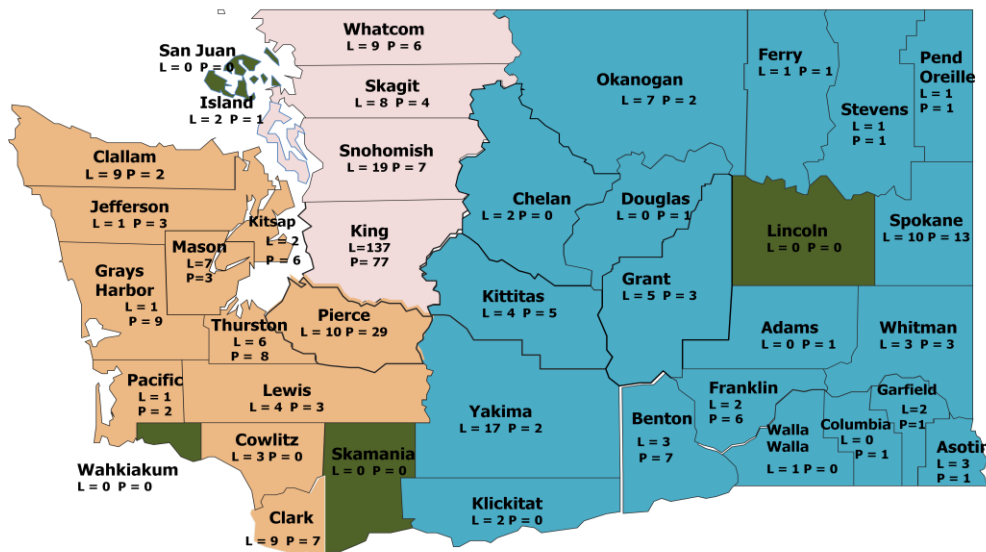 Whatcom
L = 9 P = 6
San Juan
L = 0 P = 0
Skagit
L = 8 P = 4
Island
L = 2 P = 1
Snohomish
L = 19 P = 7
King
L=137
P= 77
Okanogan
L = 7 P = 2
Ferry
L = 1 P = 1
Pend
Oreille
L = 1
P = 1
Stevens
L = 1
P = 1
Clallam
L = 9 P = 2
Jefferson
L = 1 P = 3
Kitsap
L = 2
P = 6
Mason
L=7
P=3
Grays
Harbor
L = 1
P = 9
Chelan
L = 2 P = 0
Douglas
L = 0 P = 1
Lincoln
L = 0 P = 0
Spokane
L = 10 P = 13
Kittitas
L = 4 P = 5
Grant
L = 5 P = 3
Pierce
L = 10 P = 29
Thurston
L = 6
P = 8
Adams
L = 0 P = 1
Whitman
L = 3 P = 3
Pacific
L = 1
P = 2
Lewis
L = 4 P = 3
Yakima
L = 17 P = 2
Benton
L = 3
P = 7
Franklin
L = 2
P = 6
Walla
Walla
L = 1 P = 0
Columbia
L = 0
P = 1
Garfield
L=2
P=1
Asotin
L = 3
P = 1
Wahkiakum
L = 0 P = 0
Cowlitz
L = 3 P = 0
Skamania
L = 0 P = 0
Clark
L = 9 P = 7
Klickitat
L = 2 P = 0